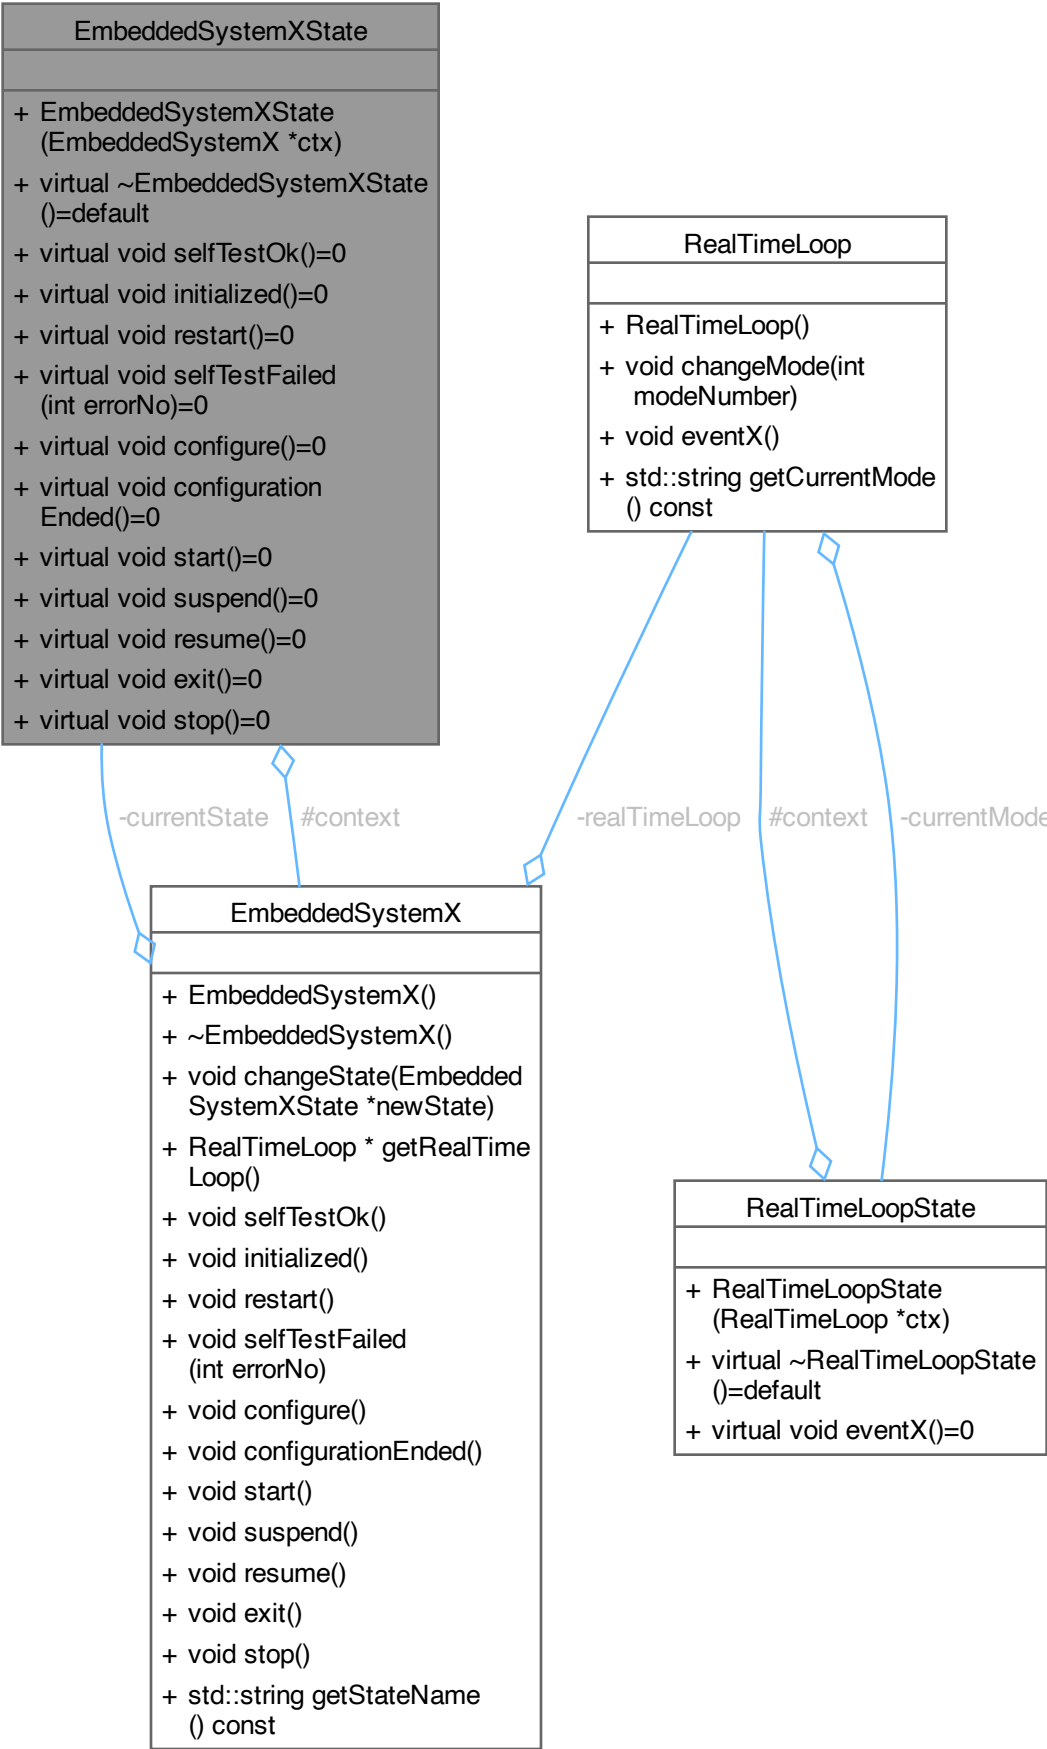 EmbeddedSystemXState
+ EmbeddedSystemXState
(EmbeddedSystemX *ctx)
+ virtual ~EmbeddedSystemXState
()=default
+ virtual void selfTestOk()=0
+ virtual void initialized()=0
+ virtual void restart()=0
+ virtual void selfTestFailed
(int errorNo)=0
+ virtual void configure()=0
+ virtual void configuration
Ended()=0
+ virtual void start()=0
+ virtual void suspend()=0
+ virtual void resume()=0
+ virtual void exit()=0
+ virtual void stop()=0
RealTimeLoop
+ RealTimeLoop()
+ void changeMode(int
modeNumber)
+ void eventX()
+ std::string getCurrentMode
() const
-currentState
#context
-realTimeLoop
#context
-currentMode
EmbeddedSystemX
+ EmbeddedSystemX()
+ ~EmbeddedSystemX()
+ void changeState(Embedded
SystemXState *newState)
+ RealTimeLoop * getRealTime
Loop()
+ void selfTestOk()
+ void initialized()
+ void restart()
+ void selfTestFailed
(int errorNo)
+ void configure()
+ void configurationEnded()
+ void start()
+ void suspend()
+ void resume()
+ void exit()
+ void stop()
+ std::string getStateName
() const
RealTimeLoopState
+ RealTimeLoopState
(RealTimeLoop *ctx)
+ virtual ~RealTimeLoopState
()=default
+ virtual void eventX()=0